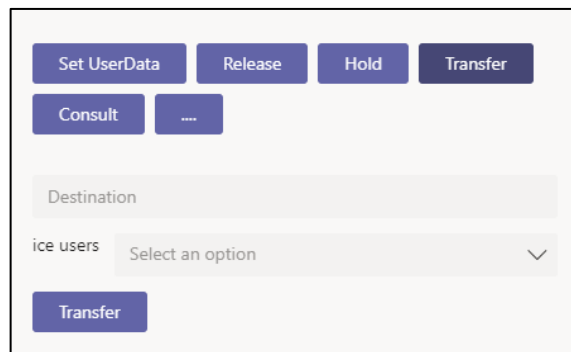 Set UserData Release Hold Transfer
Consult ....
Destination
ice users Select an option
Transfer